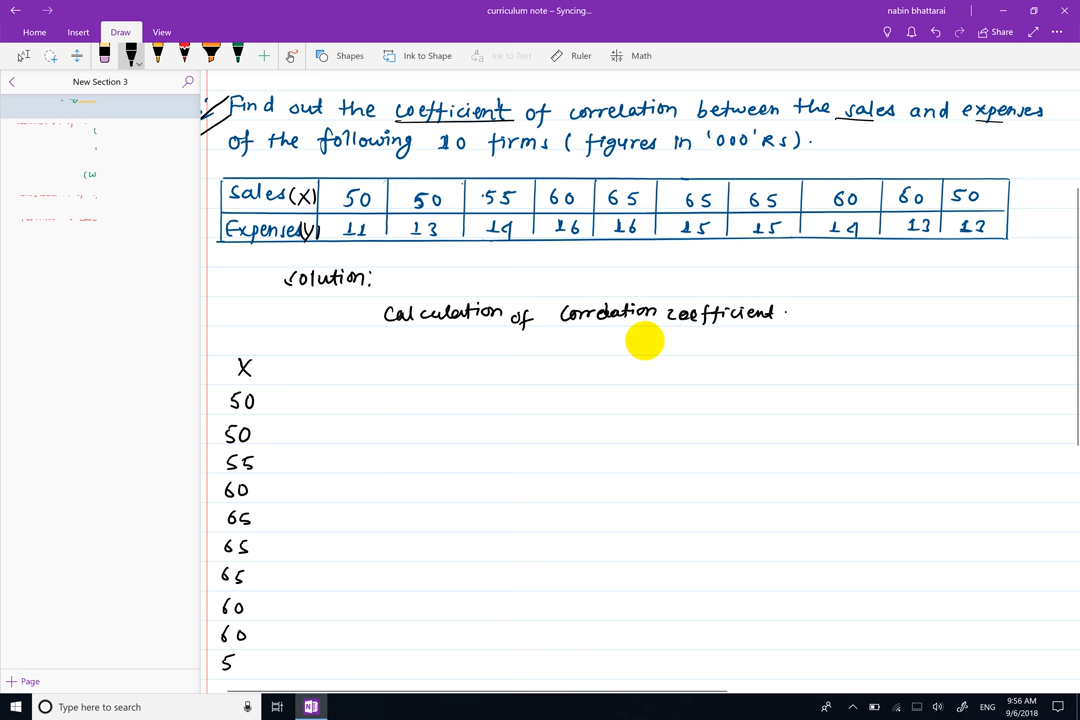 curriculum note – Syncing...
nabin bhattarai
Home Insert Draw View
Share
Shapes Ink to Shape Ink to Text Ruler Math
New Section 3
Find out the coefficient of correlation between the sales and expenses
of the following 10 firms ( figures in '000' Rs).
Sales (X) 50 50 .55 60 65 65 65 60 60 50
Expenses(Y) 11 13 14 16 16 15 15 14 13 13
Solution:
Calculation of Correlation coefficient.
X
50
50
55
60
65
65
65
60
60
5
(
(w
+ Page
Type here to search
ENG
9:56 AM
9/6/2018